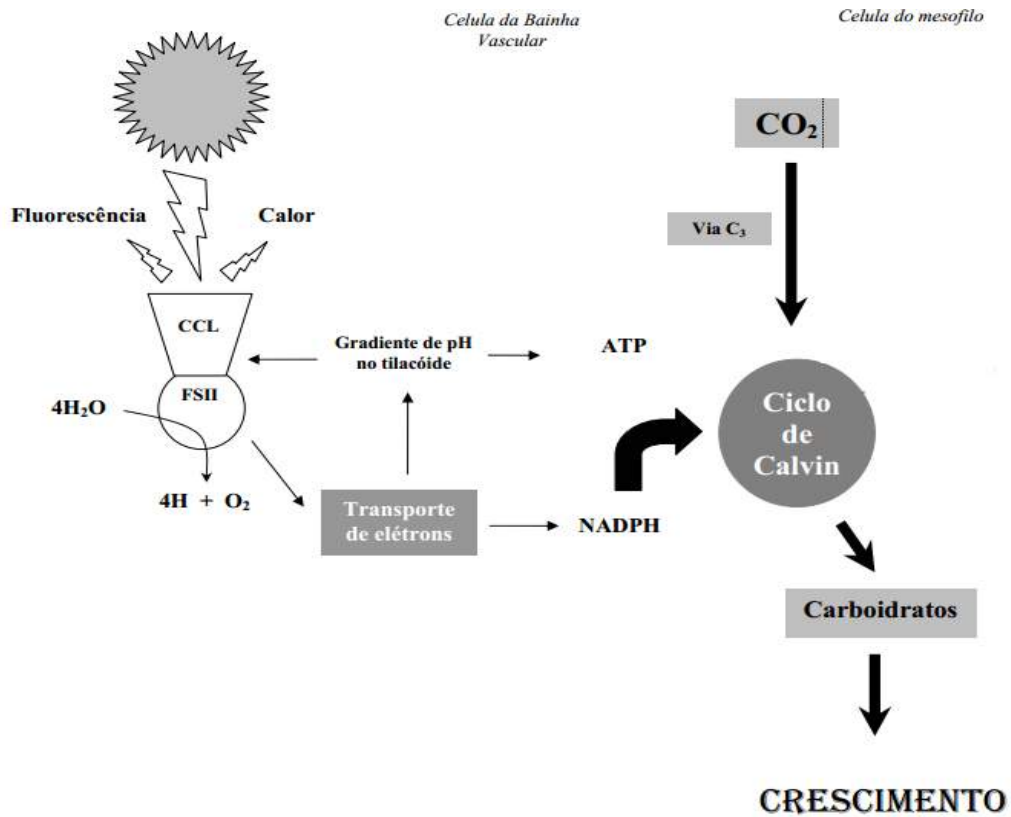 Celula da Bainha
Vascular
Celula do mesofilo
CO₂
Fluorescência
Calor
Via C₃
CCL
Gradiente de pH
no tilacóide
ATP
FSII
4H₂O
Ciclo
de
Calvin
4H + O₂
Transporte
de elétrons
NADPH
Carboidratos
CRESCIMENTO